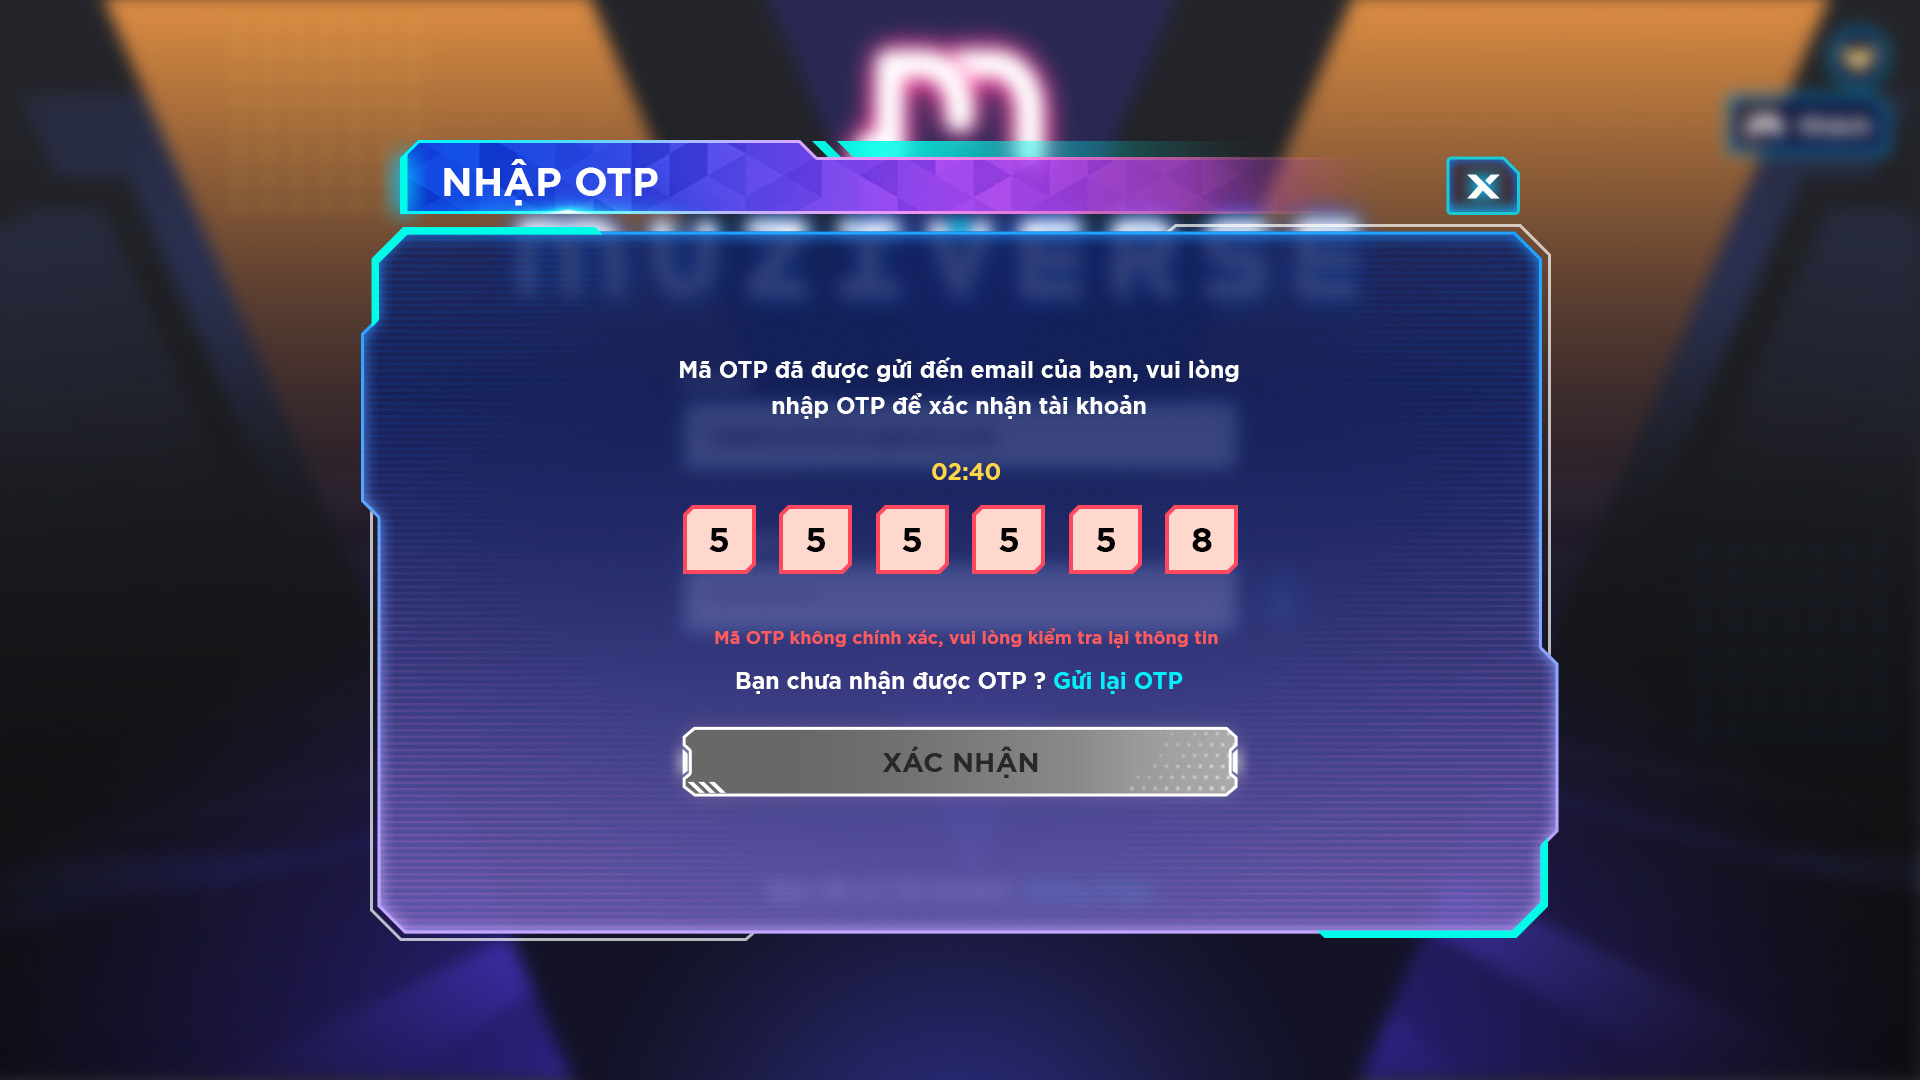 NHẬP OTP
MUZIVERSE
Mã OTP đã được gửi đến email của bạn, vui lòng
nhập OTP để xác nhận tài khoản
02:40
5 5 5 5 5 8
Mã OTP không chính xác, vui lòng kiểm tra lại thông tin
Bạn chưa nhận được OTP ? Gửi lại OTP
XÁC NHẬN